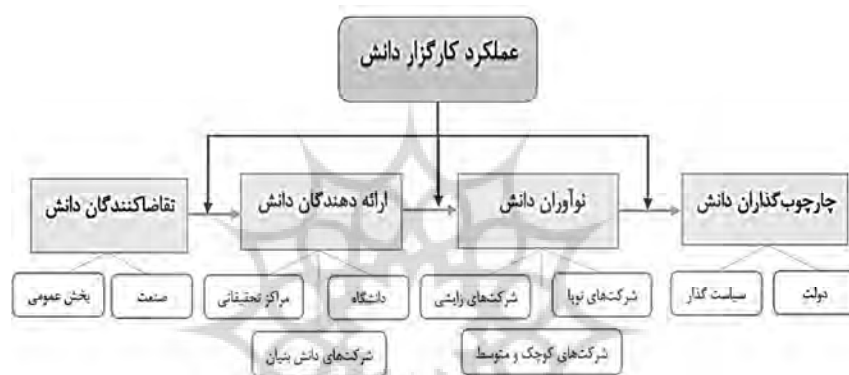 عملکرد کارگزار دانش
چارچوب‌گذاران دانش
نوآوران دانش
ارائه دهندگان دانش
تقاضاکنندگان دانش
دولت
سیاست گذار
شرکت‌های نوپا
شرکت‌های زایشی
دانشگاه
مراکز تحقیقاتی
صنعت
بخش عمومی
شرکت‌های کوچک و متوسط
شرکت‌های دانش بنیان